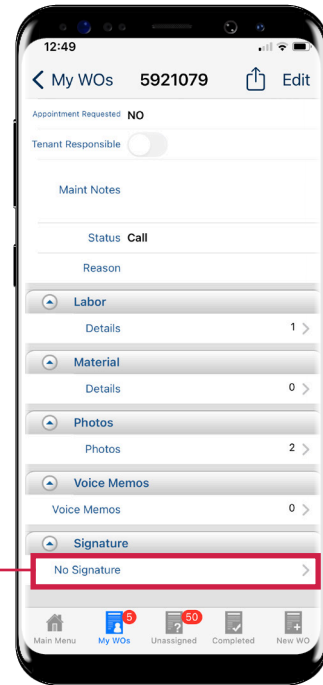 12:49
My WOs 5921079 Edit
Appointment Requested NO
Tenant Responsible
Maint Notes
Status Call
Reason
Labor
Details 1
Material
Details 0
Photos
Photos 2
Voice Memos
Voice Memos 0
Signature
No Signature
5 50
Main Menu My WOs Unassigned Completed New WO